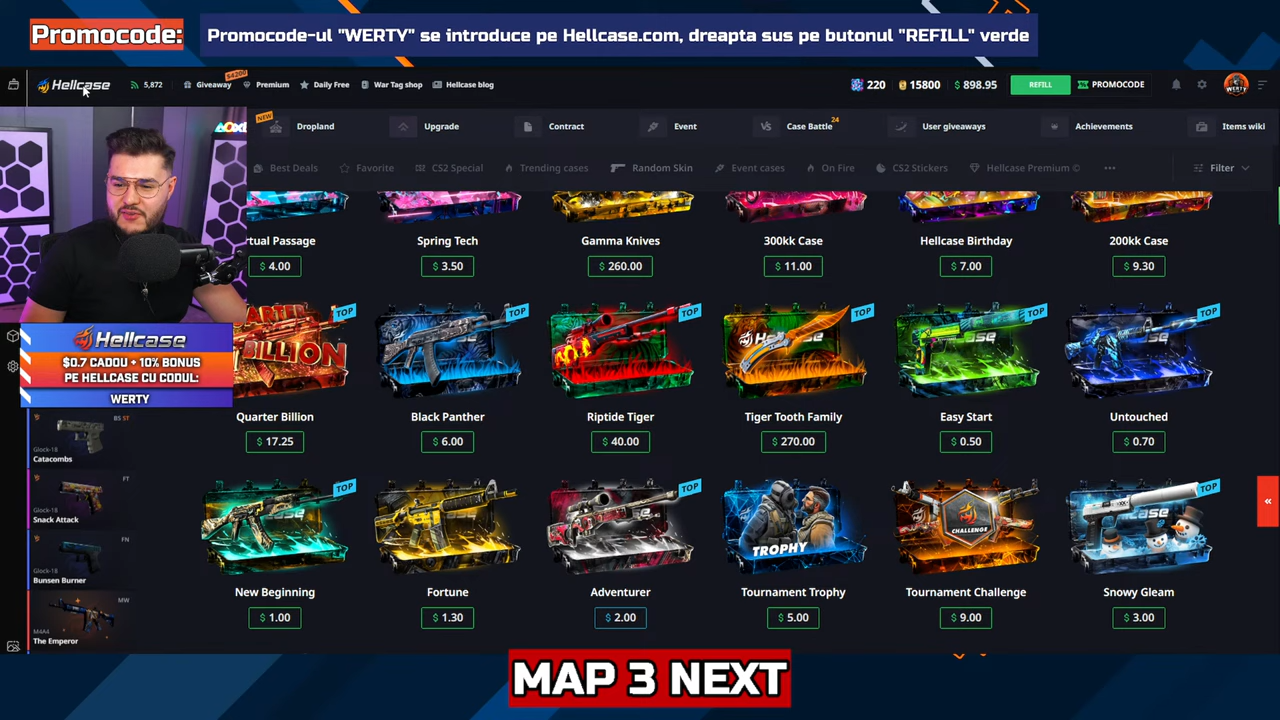 Promocode:
Promocode-ul "WERTY" se introduce pe Hellcase.com, dreapta sus pe butonul "REFILL" verde
Hellcase
5,872
Giveaway
$4200
Premium
Daily Free
War Tag shop
Hellcase blog
220
15800
$ 898.95
REFILL
PROMOCODE
WERTY
NEW
Dropland
Upgrade
Contract
Event
VS
Case Battle
24
User giveaways
Achievements
Items wiki
Best Deals
Favorite
CS2 Special
Trending cases
Random Skin
Event cases
On Fire
CS2 Stickers
Hellcase Premium ©
Filter
rtual Passage
Spring Tech
Gamma Knives
300kk Case
Hellcase Birthday
200kk Case
$ 4.00
$ 3.50
$ 260.00
$ 11.00
$ 7.00
$ 9.30
TOP
TOP
TOP
TOP
TOP
TOP
Quarter Billion
Black Panther
Riptide Tiger
Tiger Tooth Family
Easy Start
Untouched
$ 17.25
$ 6.00
$ 40.00
$ 270.00
$ 0.50
$ 0.70
Hellcase
$0.7 CADOU + 10% BONUS
PE HELLCASE CU CODUL:
WERTY
BS ST
Glock-18
Catacombs
FT
Glock-18
Snack Attack
FN
Glock-18
Bunsen Burner
MW
M4A4
The Emperor
TOP
TOP
TOP
TROPHY
CHALLENGE
New Beginning
Fortune
Adventurer
Tournament Trophy
Tournament Challenge
Snowy Gleam
$ 1.00
$ 1.30
$ 2.00
$ 5.00
$ 9.00
$ 3.00
MAP 3 NEXT